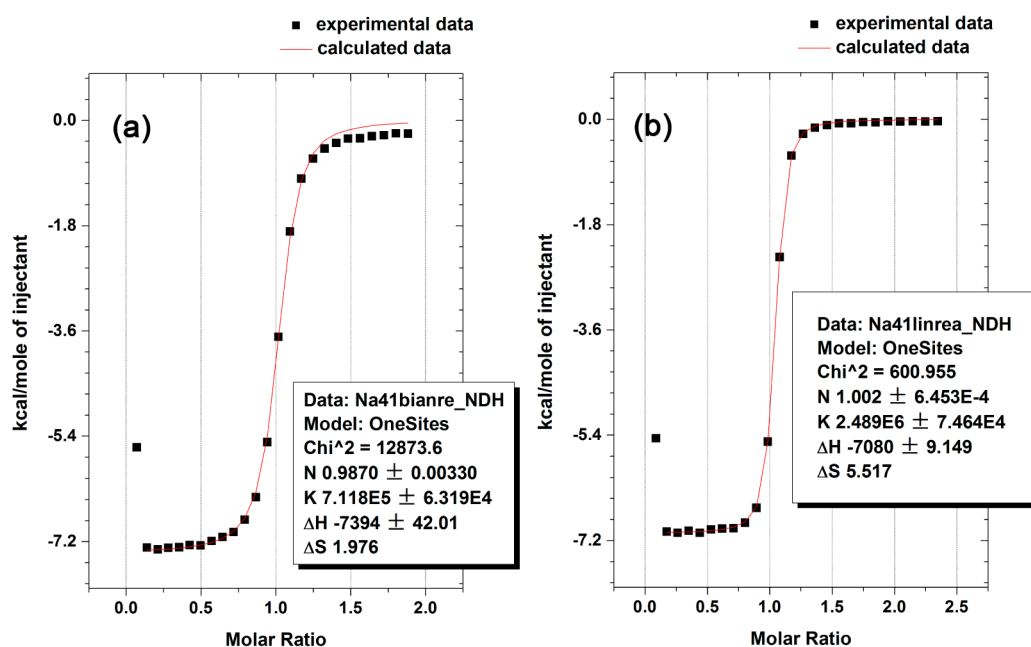 experimental data
calculated data
(a)
0.0
-1.8
-3.6
-5.4
-7.2
kcal/mole of injectant
Data: Na41bianre_NDH
Model: OneSites
Chi^2 = 12873.6
N 0.9870 ± 0.00330
K 7.118E5 ± 6.319E4
ΔH -7394 ± 42.01
ΔS 1.976
0.0 0.5 1.0 1.5 2.0
Molar Ratio
experimental data
calculated data
(b)
0.0
-1.8
-3.6
-5.4
-7.2
kcal/mole of injectant
Data: Na41linrea_NDH
Model: OneSites
Chi^2 = 600.955
N 1.002 ± 6.453E-4
K 2.489E6 ± 7.464E4
ΔH -7080 ± 9.149
ΔS 5.517
0.0 0.5 1.0 1.5 2.0 2.5
Molar Ratio